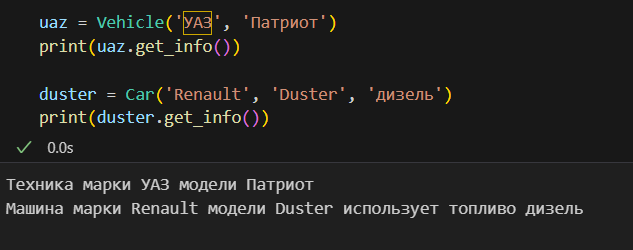 uaz = Vehicle('УАЗ', 'Патриот')
print(uaz.get_info())
duster = Car('Renault', 'Duster', 'дизель')
print(duster.get_info())
0.0s
Техника марки УАЗ модели Патриот
Машина марки Renault модели Duster использует топливо дизель